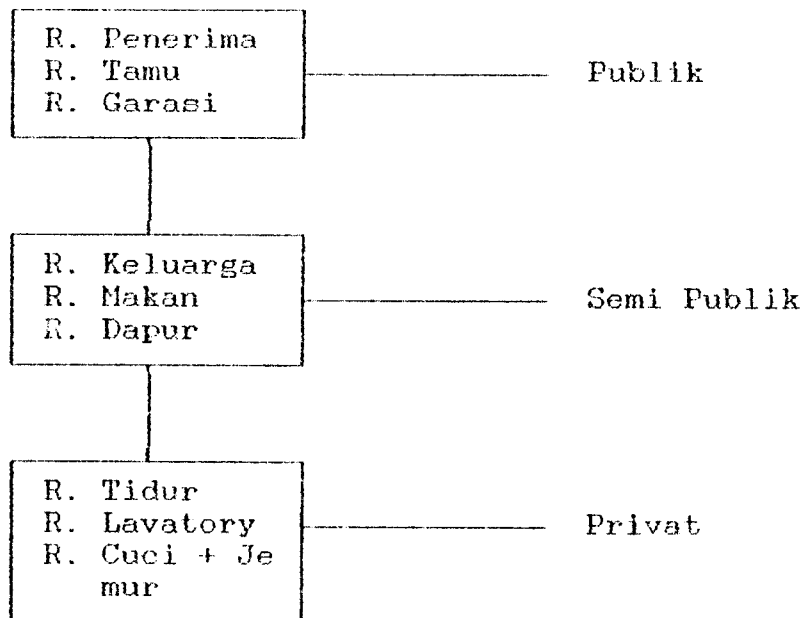 R. Penerima
R. Tamu
R. Garasi
Publik
R. Keluarga
R. Makan
R. Dapur
Semi Publik
R. Tidur
R. Lavatory
R. Cuci + Je
mur
Privat